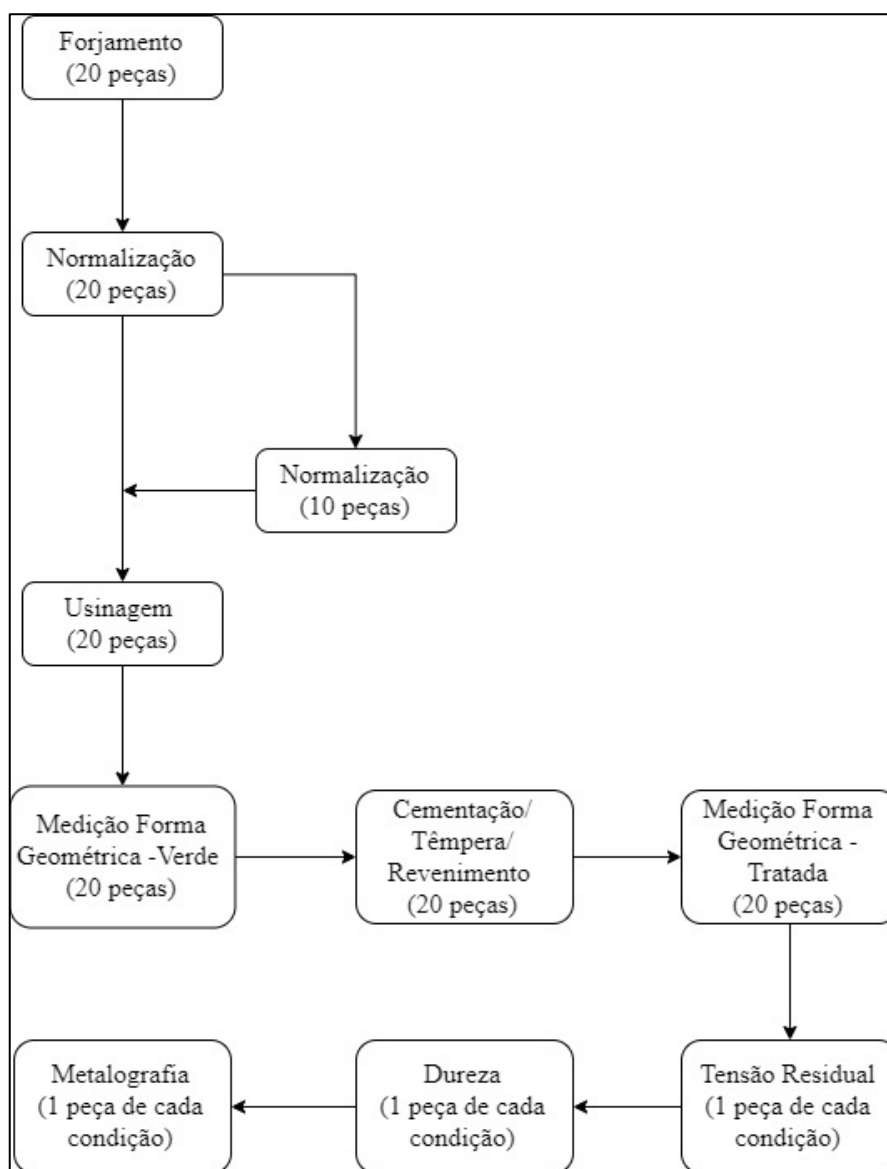 Forjamento
(20 peças)
Normalização
(20 peças)
Normalização
(10 peças)
Usinagem
(20 peças)
Medição Forma
Geométrica -Verde
(20 peças)
Cementação/
Têmpera/
Revenimento
(20 peças)
Medição Forma
Geométrica -
Tratada
(20 peças)
Metalografia
(1 peça de cada
condição)
Dureza
(1 peça de cada
condição)
Tensão Residual
(1 peça de cada
condição)